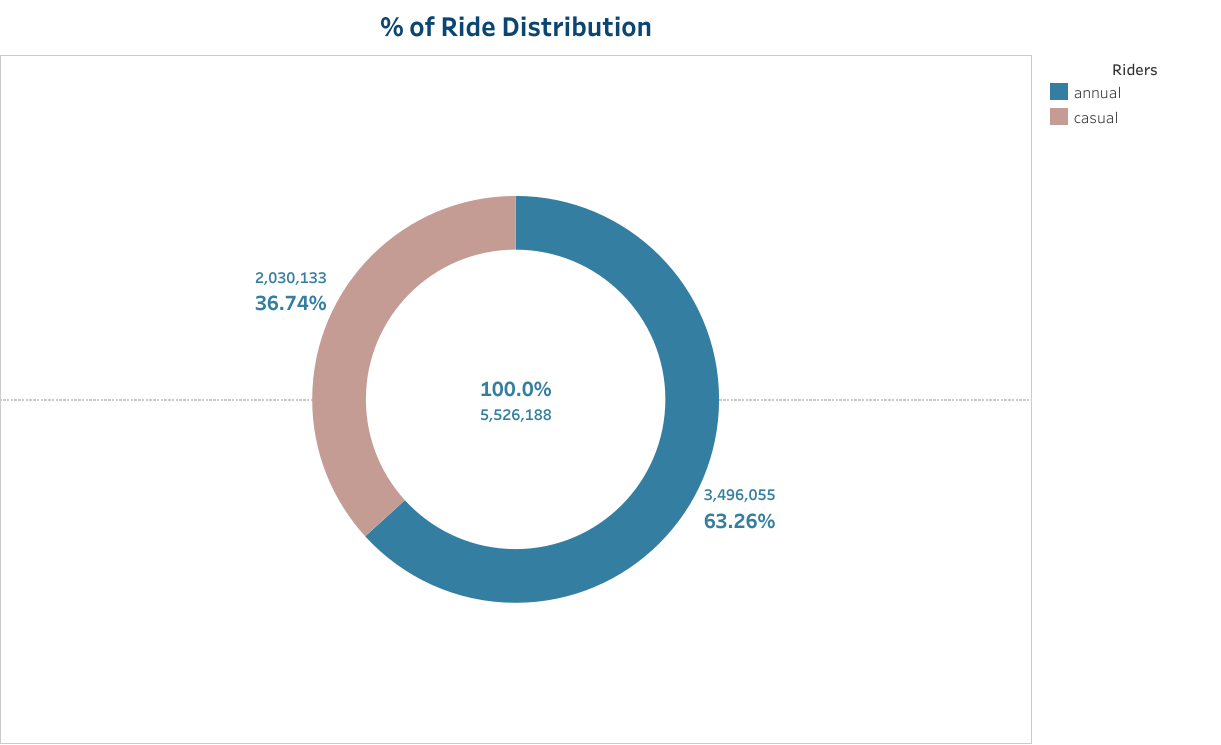 % of Ride Distribution
Riders
annual
casual
2,030,133
36.74%
100.0%
5,526,188
3,496,055
63.26%